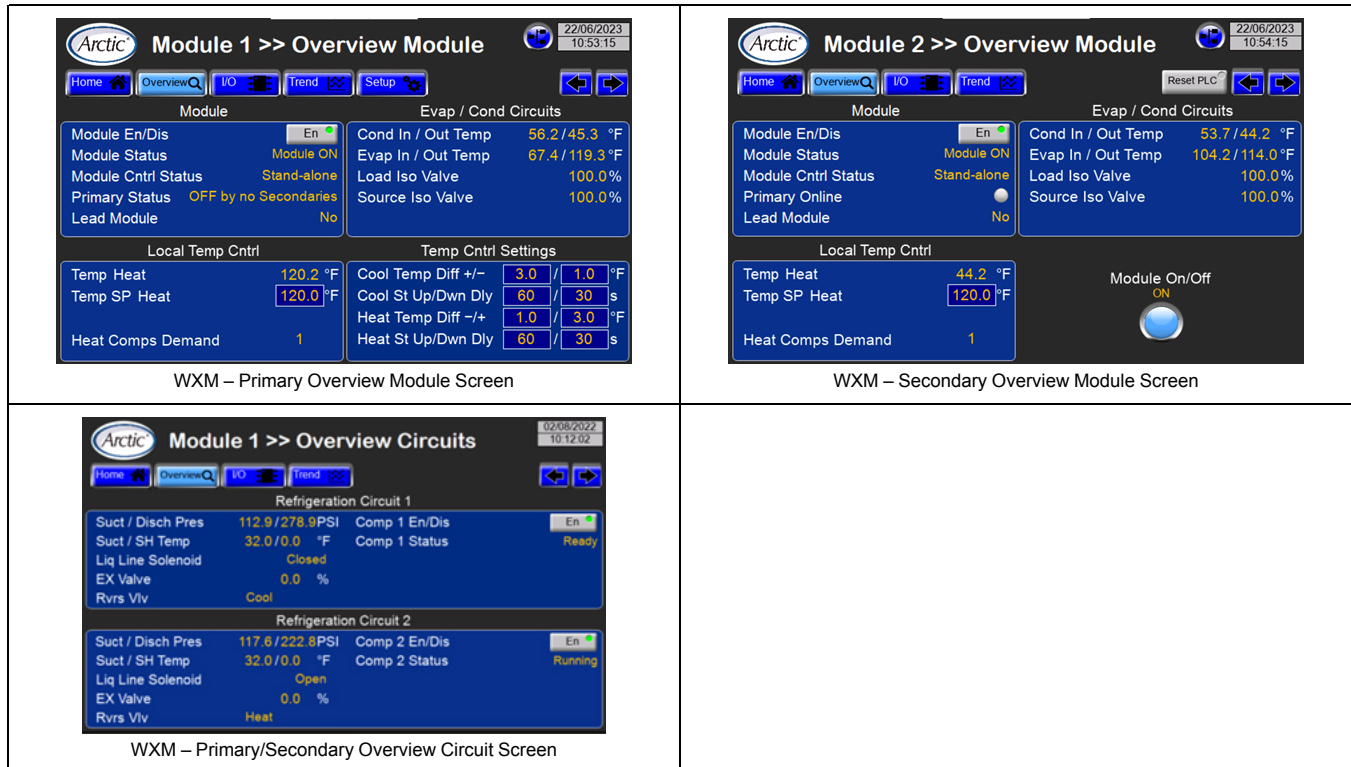 Arctic
Module 1 >> Overview Module
22/06/2023
10:53:15
Home
Overview
I/O
Trend
Setup
Module
Module En/Dis En
Module Status Module ON
Module Cntrl Status Stand-alone
Primary Status OFF by no Secondaries
Lead Module No
Evap / Cond Circuits
Cond In / Out Temp 56.2/45.3 °F
Evap In / Out Temp 67.4/119.3 °F
Load Iso Valve 100.0%
Source Iso Valve 100.0%
Local Temp Cntrl
Temp Heat 120.2 °F
Temp SP Heat 120.0 °F
Heat Comps Demand 1
Temp Cntrl Settings
Cool Temp Diff +/− 3.0 / 1.0 °F
Cool St Up/Dwn Dly 60 / 30 s
Heat Temp Diff −/+ 1.0 / 3.0 °F
Heat St Up/Dwn Dly 60 / 30 s
WXM – Primary Overview Module Screen
Arctic
Module 2 >> Overview Module
22/06/2023
10:54:15
Home
Overview
I/O
Trend
Reset PLC
Module
Module En/Dis En
Module Status Module ON
Module Cntrl Status Stand-alone
Primary Online
Lead Module No
Evap / Cond Circuits
Cond In / Out Temp 53.7/44.2 °F
Evap In / Out Temp 104.2/114.0 °F
Load Iso Valve 100.0%
Source Iso Valve 100.0%
Local Temp Cntrl
Temp Heat 44.2 °F
Temp SP Heat 120.0 °F
Heat Comps Demand 1
Module On/Off
ON
WXM – Secondary Overview Module Screen
Arctic
Module 1 >> Overview Circuits
02/08/2022
10:12:02
Home
Overview
I/O
Trend
Refrigeration Circuit 1
Suct / Disch Pres 112.9/278.9PSI Comp 1 En/Dis En
Suct / SH Temp 32.0/0.0 °F Comp 1 Status Ready
Liq Line Solenoid Closed
EX Valve 0.0 %
Rvrs Vlv Cool
Refrigeration Circuit 2
Suct / Disch Pres 117.6/222.8PSI Comp 2 En/Dis En
Suct / SH Temp 32.0/0.0 °F Comp 2 Status Running
Liq Line Solenoid Open
EX Valve 0.0 %
Rvrs Vlv Heat
WXM – Primary/Secondary Overview Circuit Screen